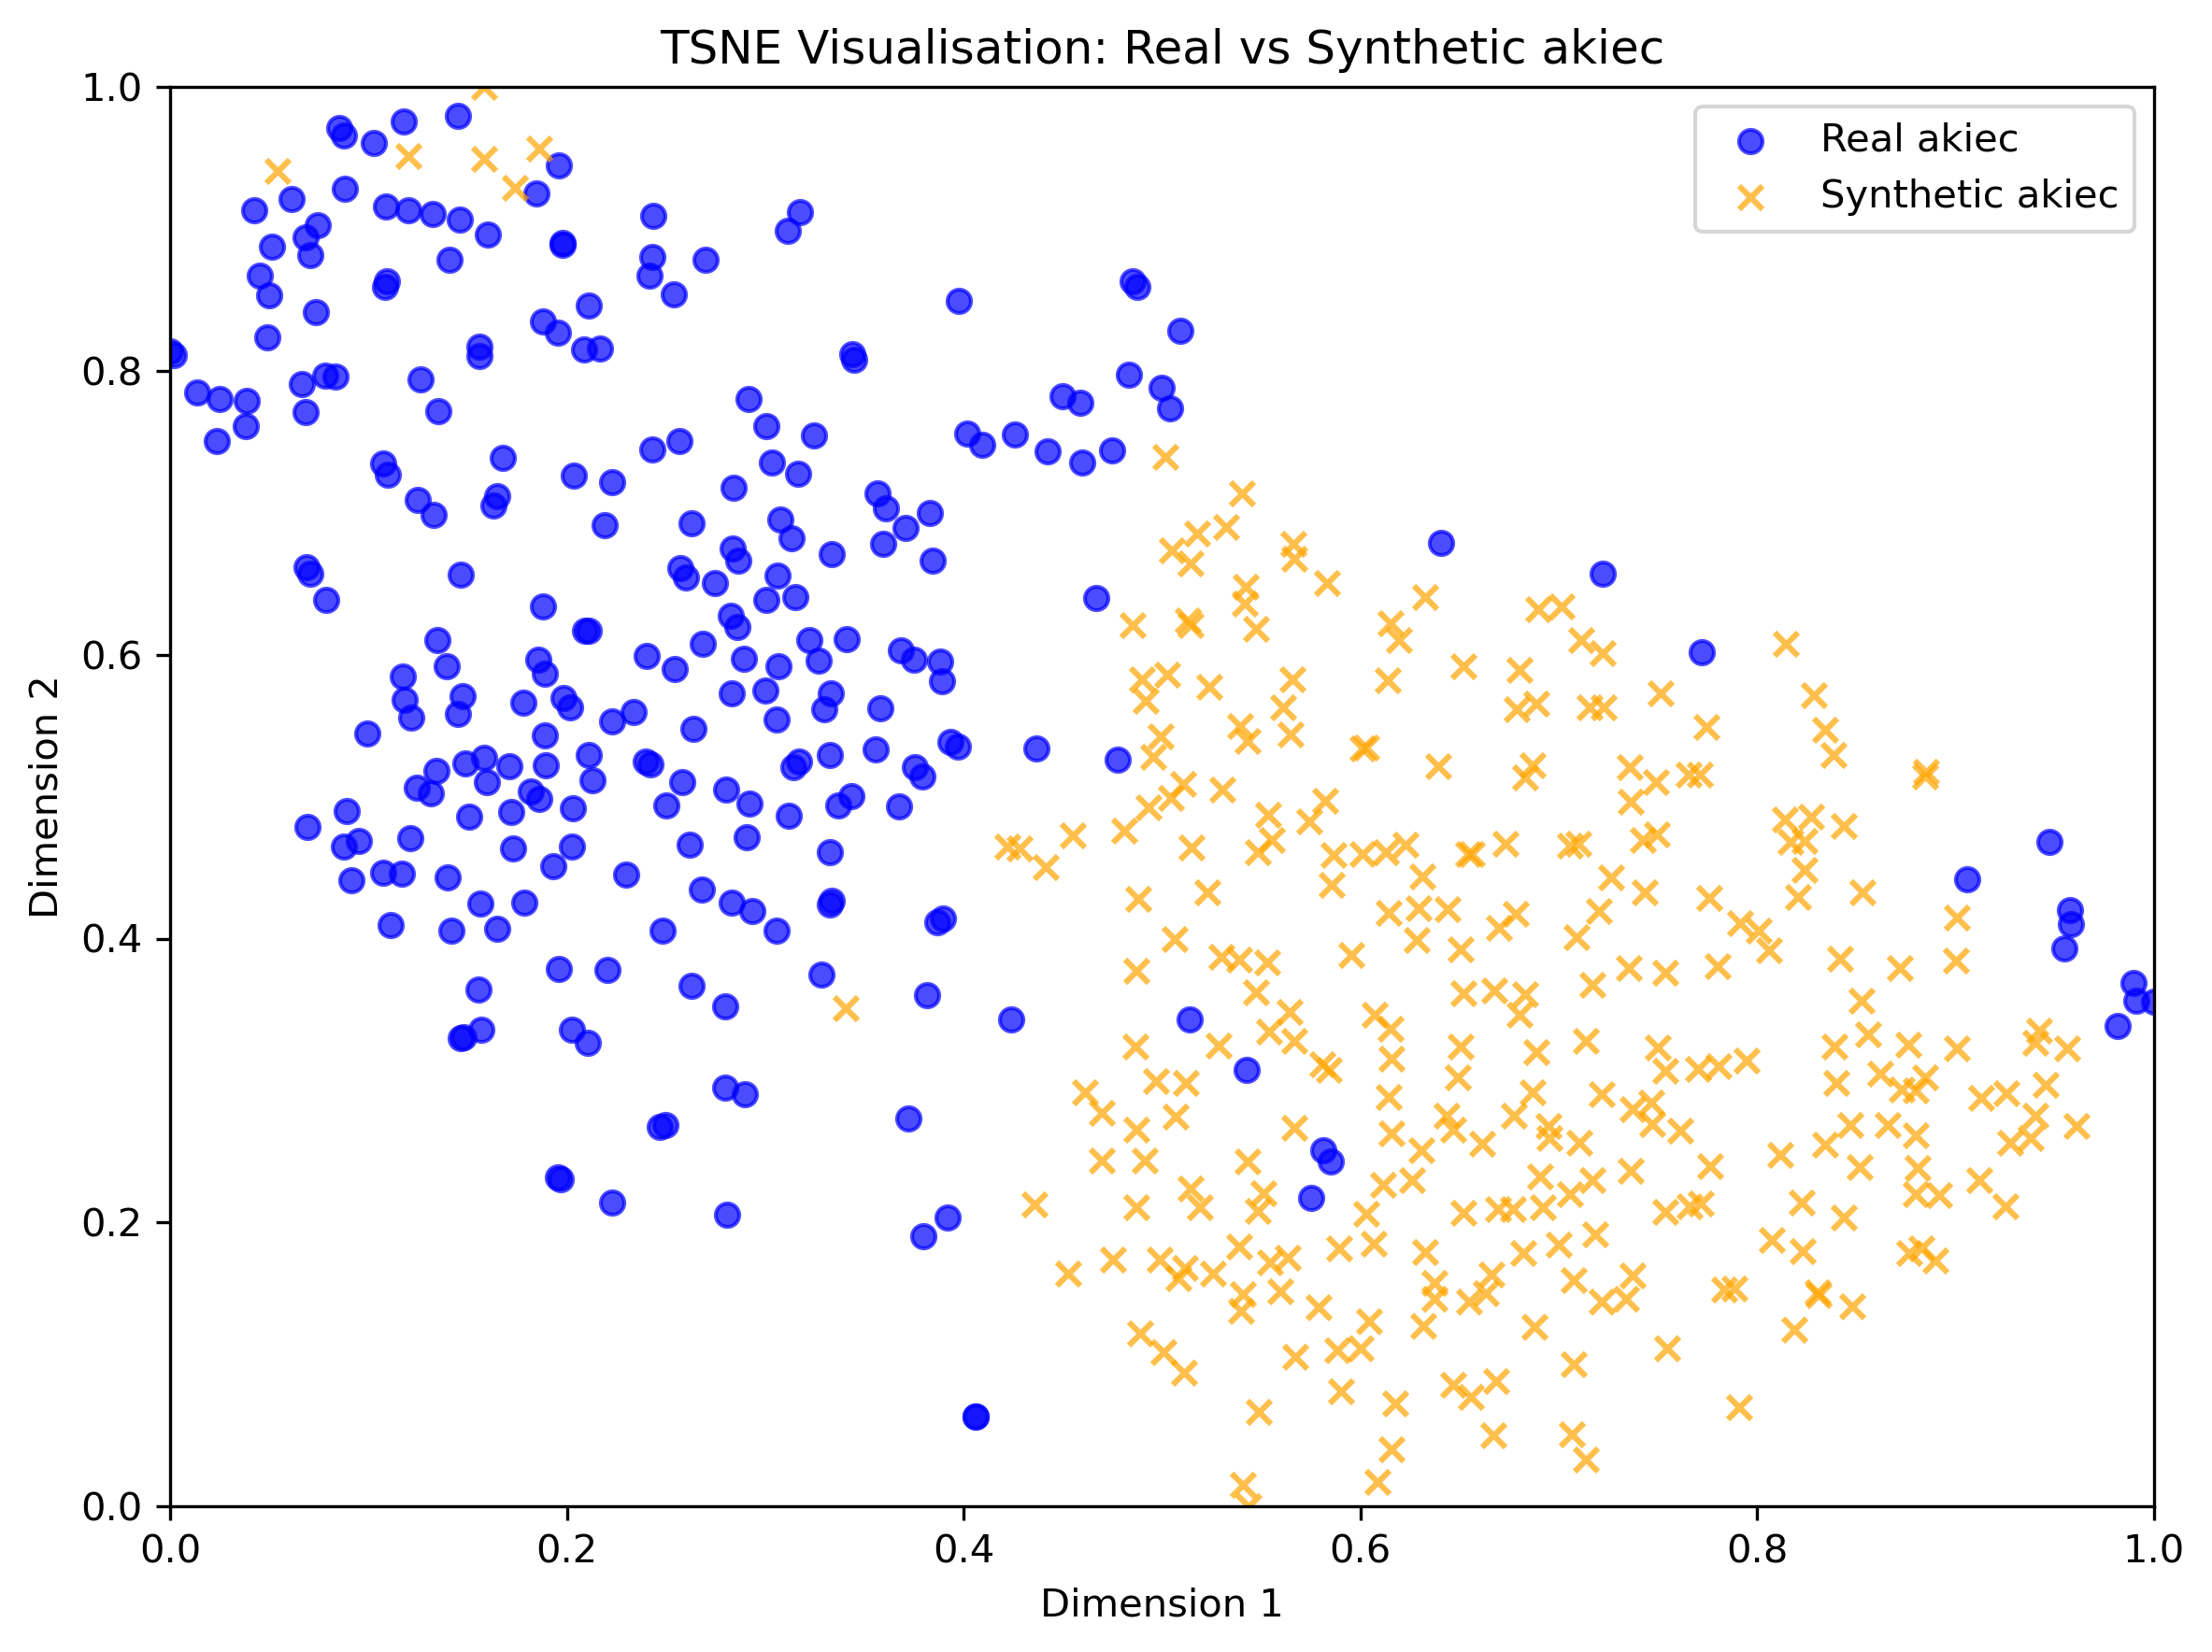 TSNE Visualisation: Real vs Synthetic akiec
Real akiec
Synthetic akiec
1.0
0.8
0.6
0.4
0.2
0.0
Dimension 2
0.0 0.2 0.4 0.6 0.8 1.0
Dimension 1